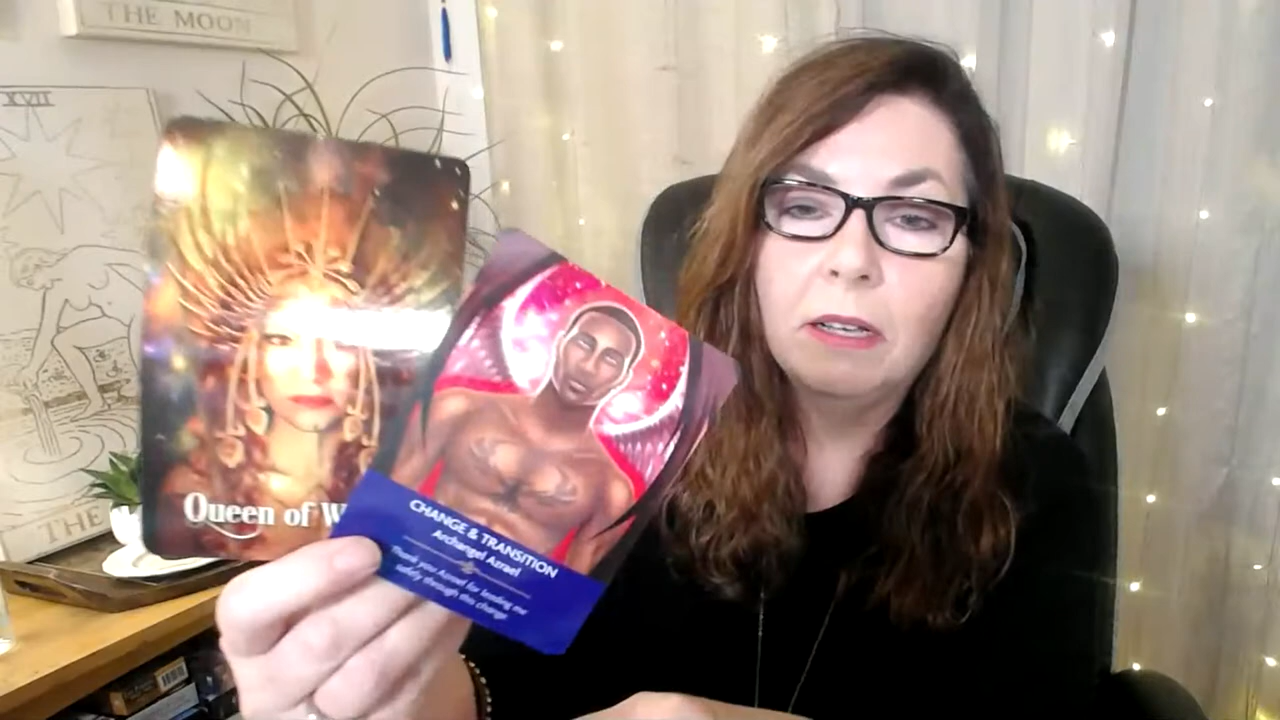 THE MOON
XVII
THE
Queen of W
CHANGE & TRANSITION
Archangel Azrael
Thank you Azrael for leading me
safely through this change